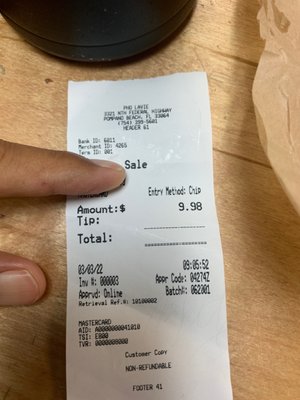 PHO LAVIE
3321 NTH FEDERAL HIGHWAY
POMPANO BEACH, FL 33064
(754) 399-5601
HEADER 61
Bank ID: 6011
Merchant ID: 4265
Term ID: 001
Sale
Entry Method: Chip
Amount:$ 9.98
Tip:
Total:
03/03/22 09:05:52
Inv #: 000003 Appr Code: 04274Z
Apprvd: Online Batch#: 062001
Retrieval Ref.#: 10100002
MASTERCARD
AID: A0000000041010
TSI: E800
TVR: 0000008000
Customer Copy
NON-REFUNDABLE
FOOTER 41